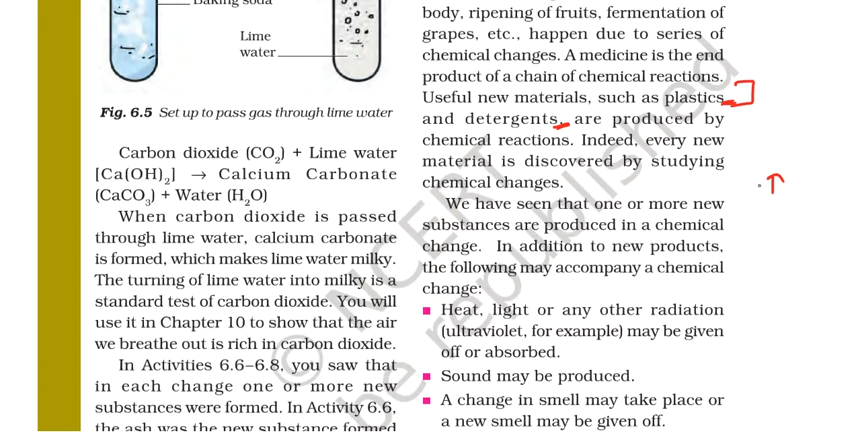 Baking soda
Lime
water
Fig. 6.5 Set up to pass gas through lime water
Carbon dioxide (CO₂) + Lime water
[Ca(OH)₂] → Calcium Carbonate
(CaCO₃) + Water (H₂O)
When carbon dioxide is passed
through lime water, calcium carbonate
is formed, which makes lime water milky.
The turning of lime water into milky is a
standard test of carbon dioxide. You will
use it in Chapter 10 to show that the air
we breathe out is rich in carbon dioxide.
In Activities 6.6–6.8, you saw that
in each change one or more new
substances were formed. In Activity 6.6,
the ash was the new substance formed
body, ripening of fruits, fermentation of
grapes, etc., happen due to series of
chemical changes. A medicine is the end
product of a chain of chemical reactions.
Useful new materials, such as plastics
and detergents, are produced by
chemical reactions. Indeed, every new
material is discovered by studying
chemical changes.
We have seen that one or more new
substances are produced in a chemical
change. In addition to new products,
the following may accompany a chemical
change:
Heat, light or any other radiation
(ultraviolet, for example) may be given
off or absorbed.
Sound may be produced.
A change in smell may take place or
a new smell may be given off.
© NCERT
be republished